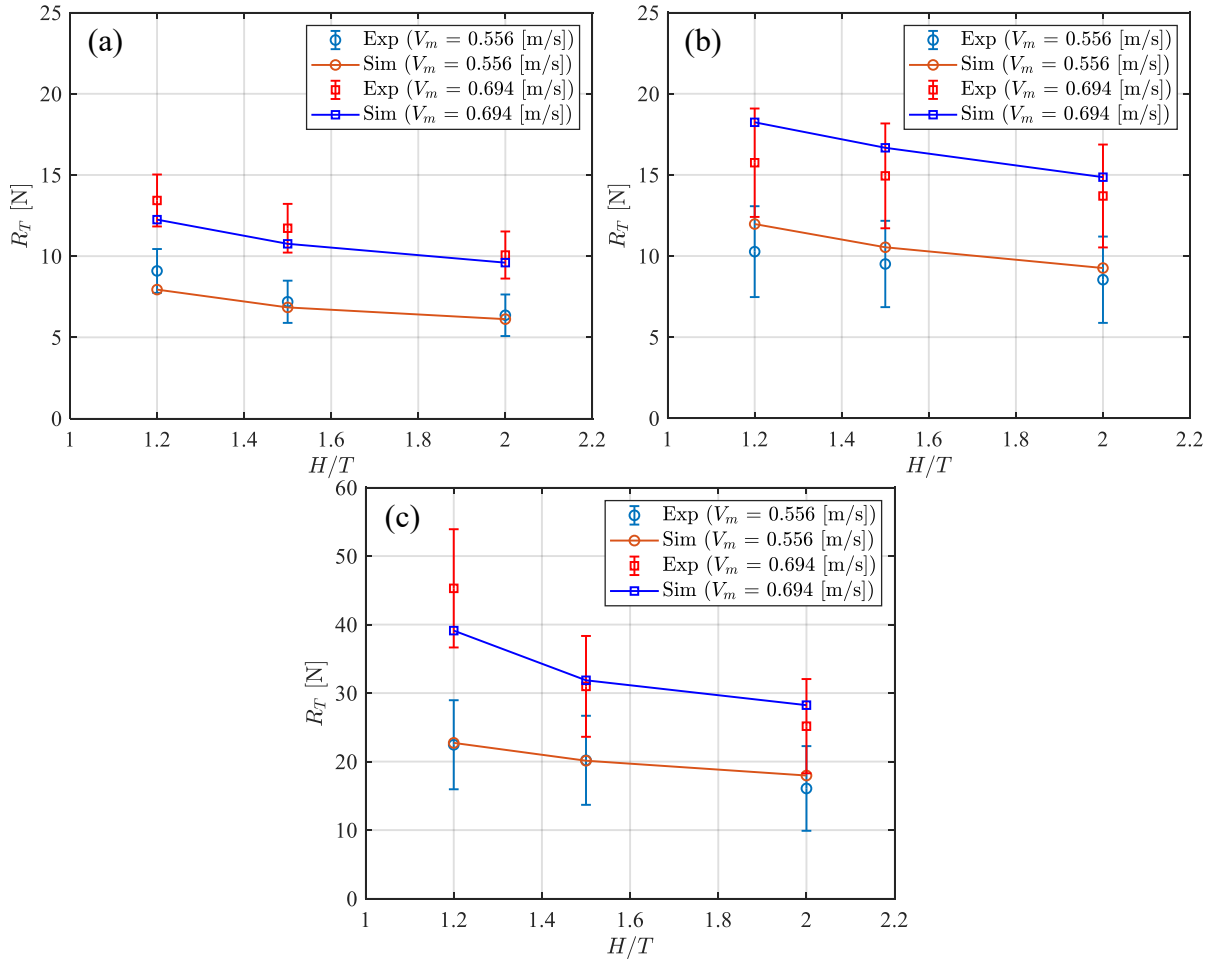 (a)
Exp (V_m = 0.556 [m/s])
Sim (V_m = 0.556 [m/s])
Exp (V_m = 0.694 [m/s])
Sim (V_m = 0.694 [m/s])
25
20
15
10
5
0
R_T [N]
1 1.2 1.4 1.6 1.8 2 2.2
H/T
(b)
Exp (V_m = 0.556 [m/s])
Sim (V_m = 0.556 [m/s])
Exp (V_m = 0.694 [m/s])
Sim (V_m = 0.694 [m/s])
25
20
15
10
5
0
R_T [N]
1 1.2 1.4 1.6 1.8 2 2.2
H/T
(c)
Exp (V_m = 0.556 [m/s])
Sim (V_m = 0.556 [m/s])
Exp (V_m = 0.694 [m/s])
Sim (V_m = 0.694 [m/s])
60
50
40
30
20
10
0
R_T [N]
1 1.2 1.4 1.6 1.8 2 2.2
H/T